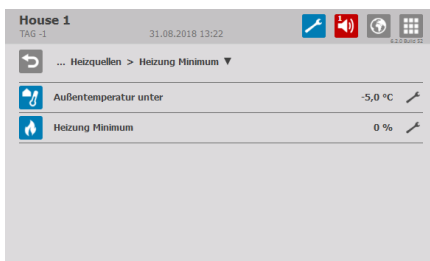 House 1
TAG -1 31.08.2018 13:22
1
... Heizquellen > Heizung Minimum ▼
Außentemperatur unter -5,0 °C
Heizung Minimum 0 %